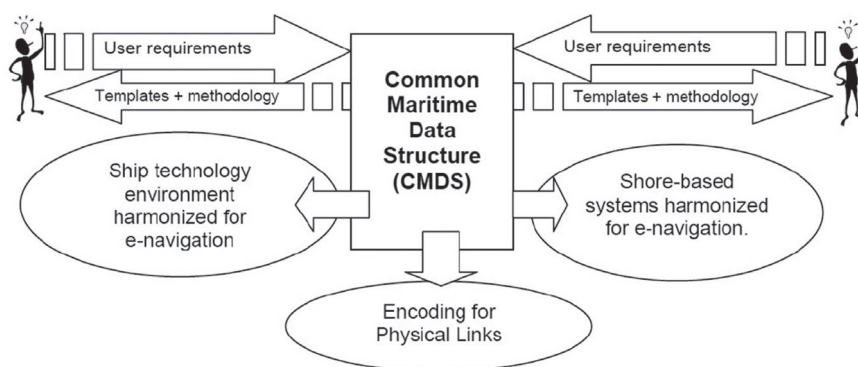 User requirements
User requirements
Templates + methodology
Templates + methodology
Common
Maritime
Data
Structure
(CMDS)
Ship technology
environment
harmonized for
e-navigation
Shore-based
systems harmonized
for e-navigation.
Encoding for
Physical Links